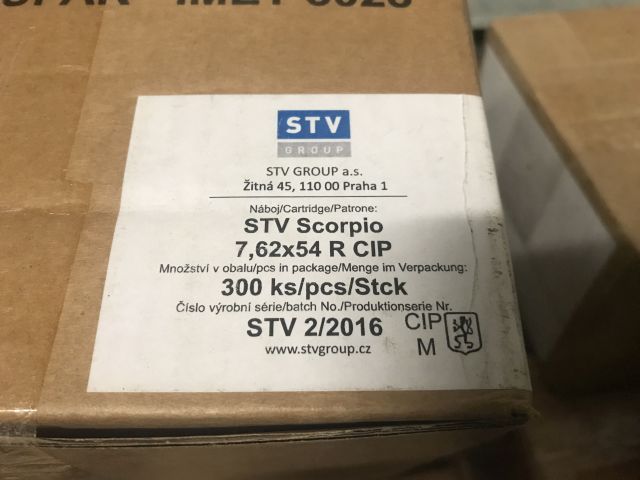 STV
GROUP
STV GROUP a.s.
Žitná 45, 110 00 Praha 1
Náboj/Cartridge/Patrone:
STV Scorpio
7,62x54 R CIP
Množství v obalu/pcs in package/Menge im Verpackung:
300 ks/pcs/Stck
Číslo výrobní série/batch No./Produktionserie Nr.
STV 2/2016
CIP
M
www.stvgroup.cz